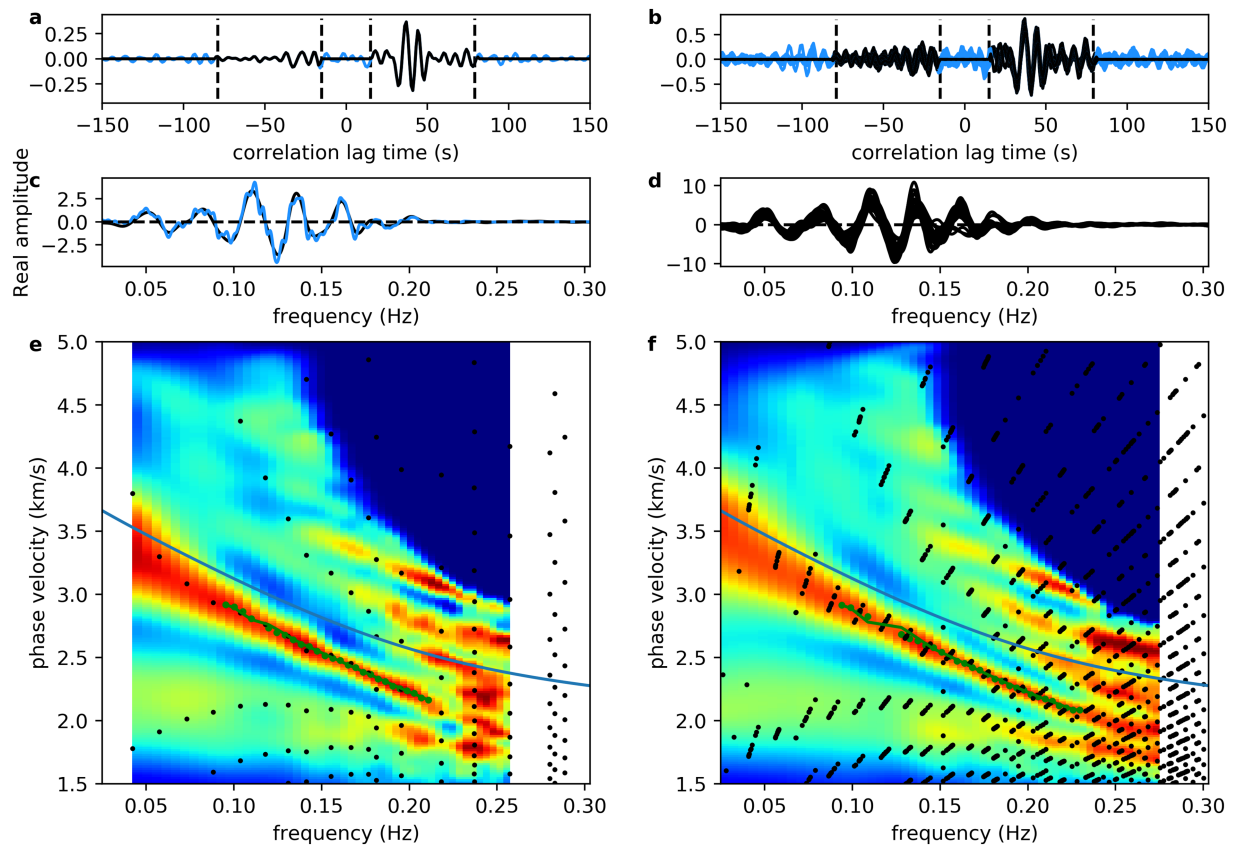 a
0.25
0.00
−0.25
−150 −100 −50 0 50 100 150
correlation lag time (s)
b
0.5
0.0
−0.5
−150 −100 −50 0 50 100 150
correlation lag time (s)
Real amplitude
c
2.5
0.0
−2.5
0.05 0.10 0.15 0.20 0.25 0.30
frequency (Hz)
d
10
0
−10
0.05 0.10 0.15 0.20 0.25 0.30
frequency (Hz)
e
phase velocity (km/s)
5.0
4.5
4.0
3.5
3.0
2.5
2.0
1.5
0.05 0.10 0.15 0.20 0.25 0.30
frequency (Hz)
f
phase velocity (km/s)
5.0
4.5
4.0
3.5
3.0
2.5
2.0
1.5
0.05 0.10 0.15 0.20 0.25 0.30
frequency (Hz)